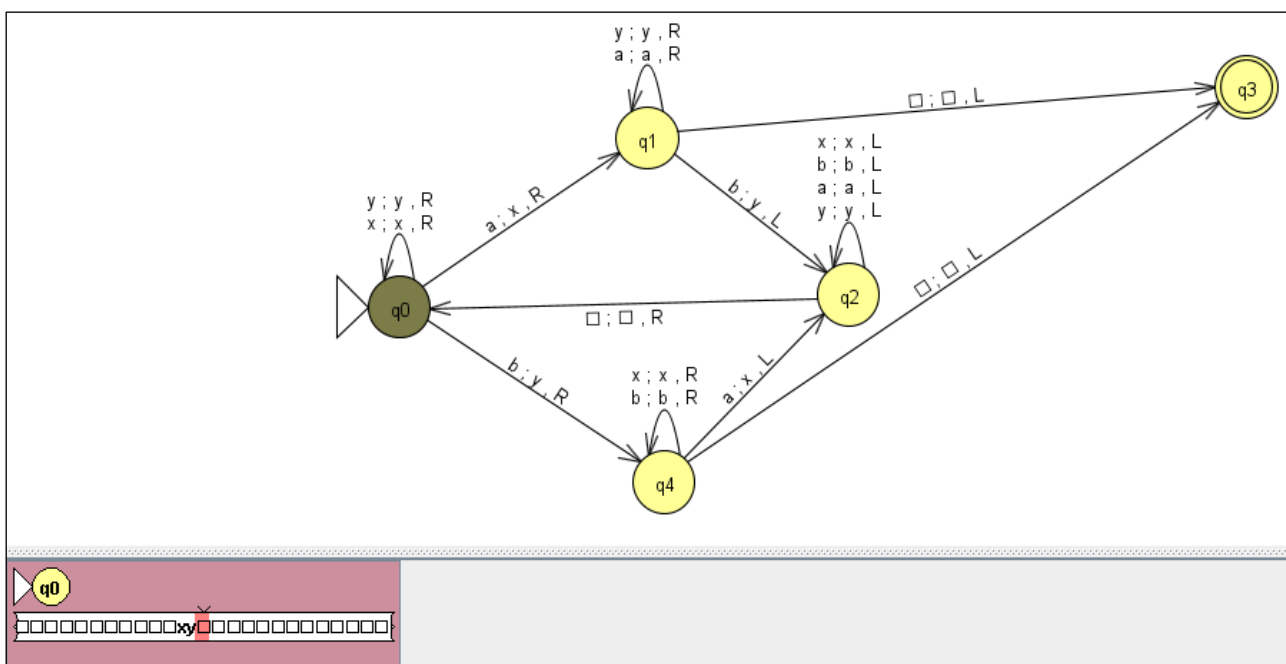 y ; y , R
a ; a , R
q3
□ ; □ , L
q1
x ; x , L
b ; b , L
a ; a , L
y ; y , L
y ; y , R
x ; x , R
a ; x , R
b ; y , L
q2
q0
□ ; □ , R
□ ; □ , L
b ; y , R
x ; x , R
b ; b , R
a ; x , L
q4
q0
□□□□□□□□□□□xy□□□□□□□□□□□□□